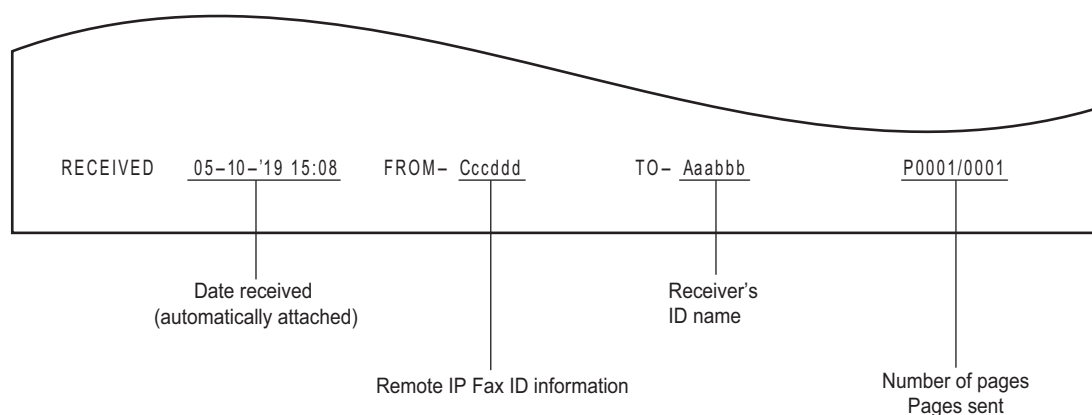 RECEIVED 05–10–'19 15:08 FROM– Cccddd TO– Aaabbb P0001/0001
Date received
(automatically attached)
Receiver's
ID name
Remote IP Fax ID information
Number of pages
Pages sent